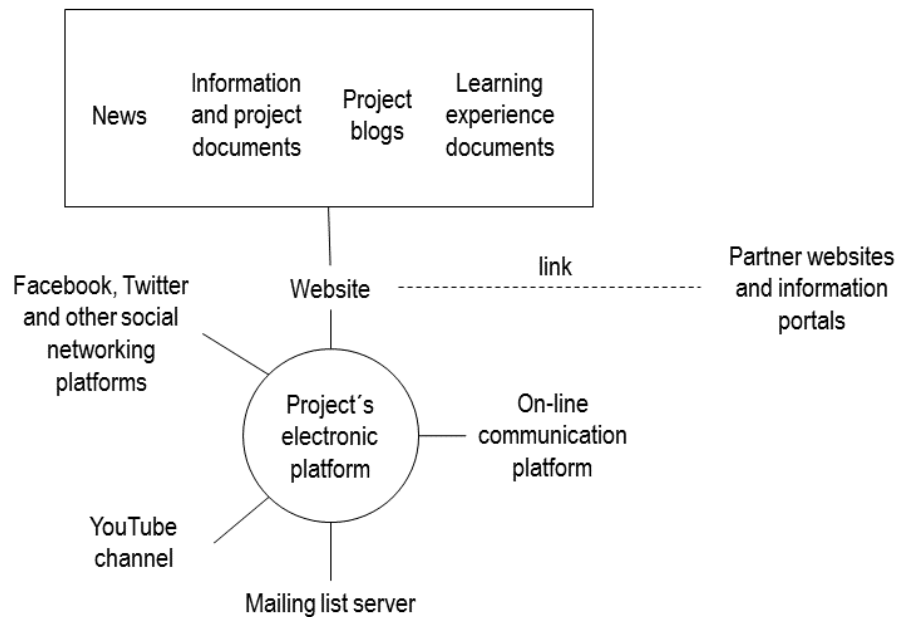 News
Information
and project
documents
Project
blogs
Learning
experience
documents
Facebook, Twitter
and other social
networking
platforms
Website
link
Partner websites
and information
portals
Project´s
electronic
platform
On-line
communication
platform
YouTube
channel
Mailing list server